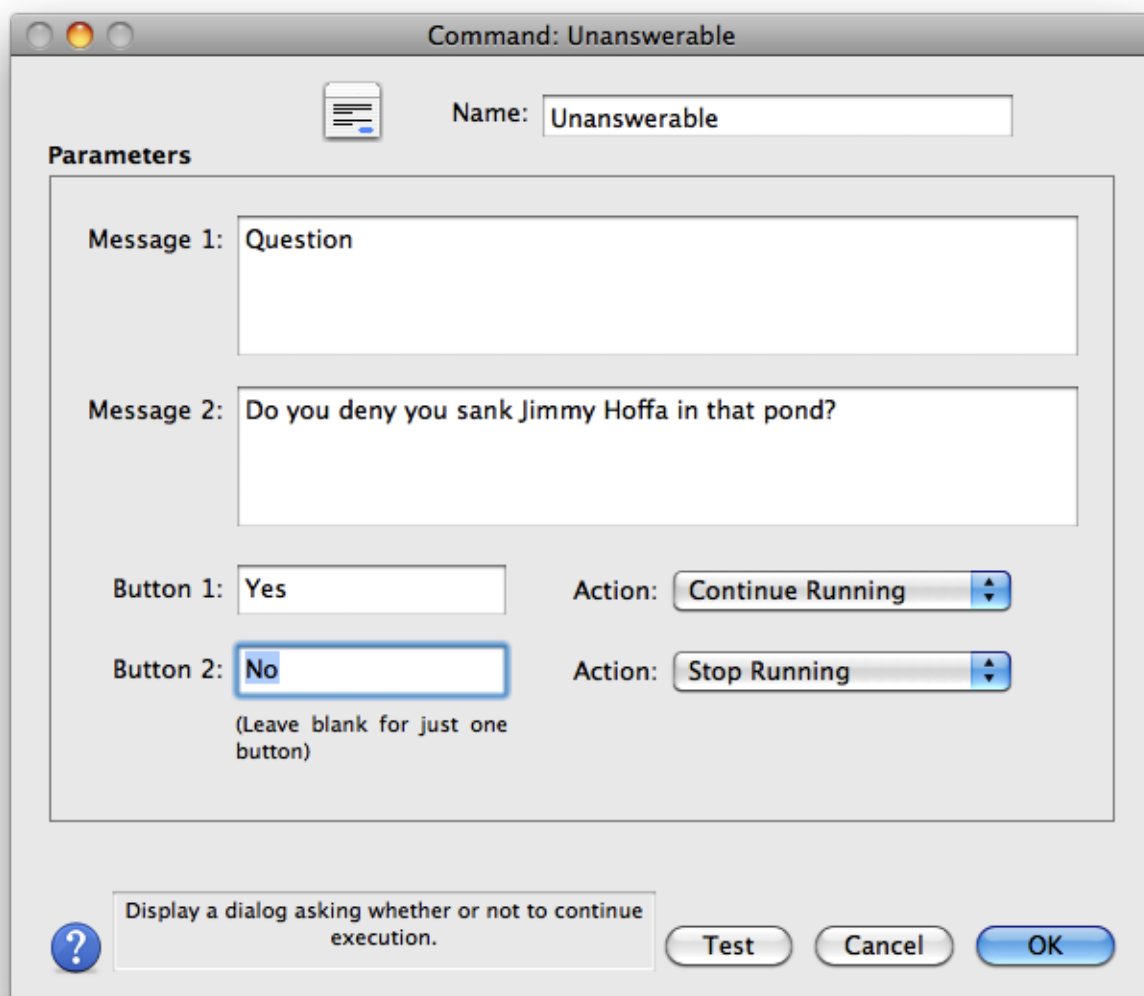 Command: Unanswerable
Name: Unanswerable
Parameters
Message 1: Question
Message 2: Do you deny you sank Jimmy Hoffa in that pond?
Button 1: Yes Action: Continue Running
Button 2: No Action: Stop Running
(Leave blank for just one
button)
Display a dialog asking whether or not to continue
execution.
? Test Cancel OK